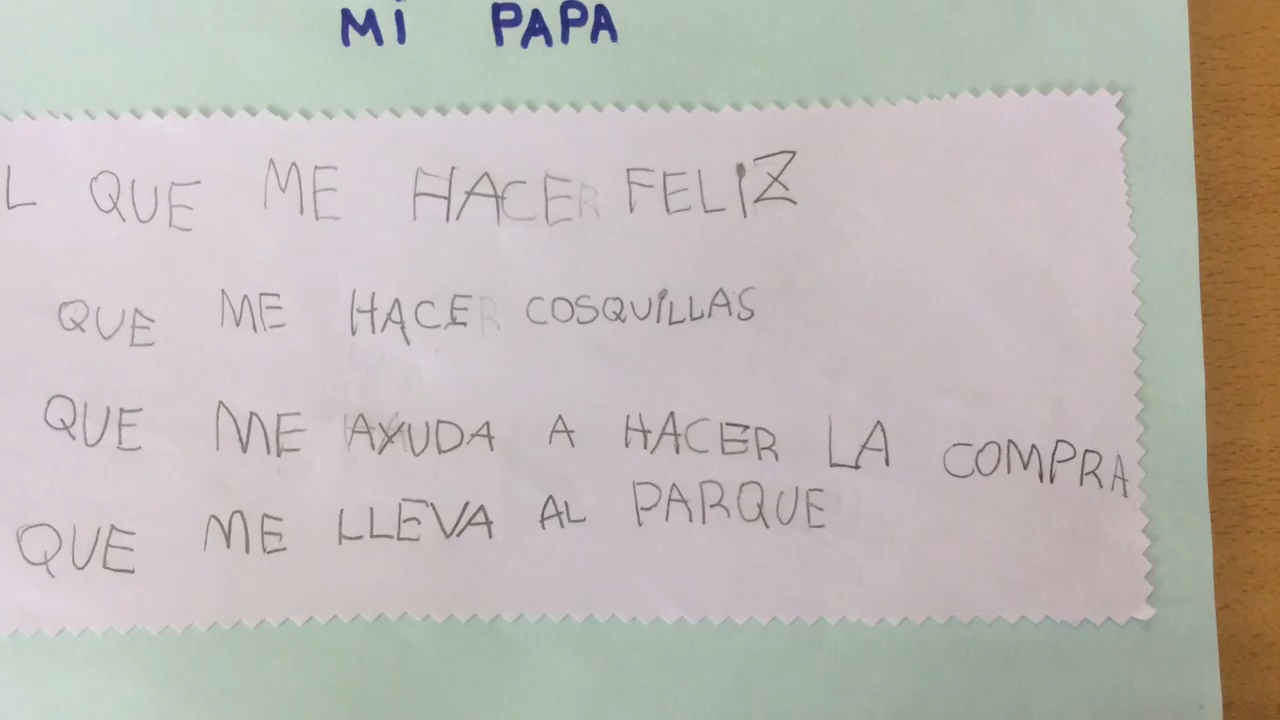 MI PAPA
L QUE ME HACER FELIZ
QUE ME HACER COSQUILLAS
QUE ME AYUDA A HACER LA COMPRA
QUE ME LLEVA AL PARQUE